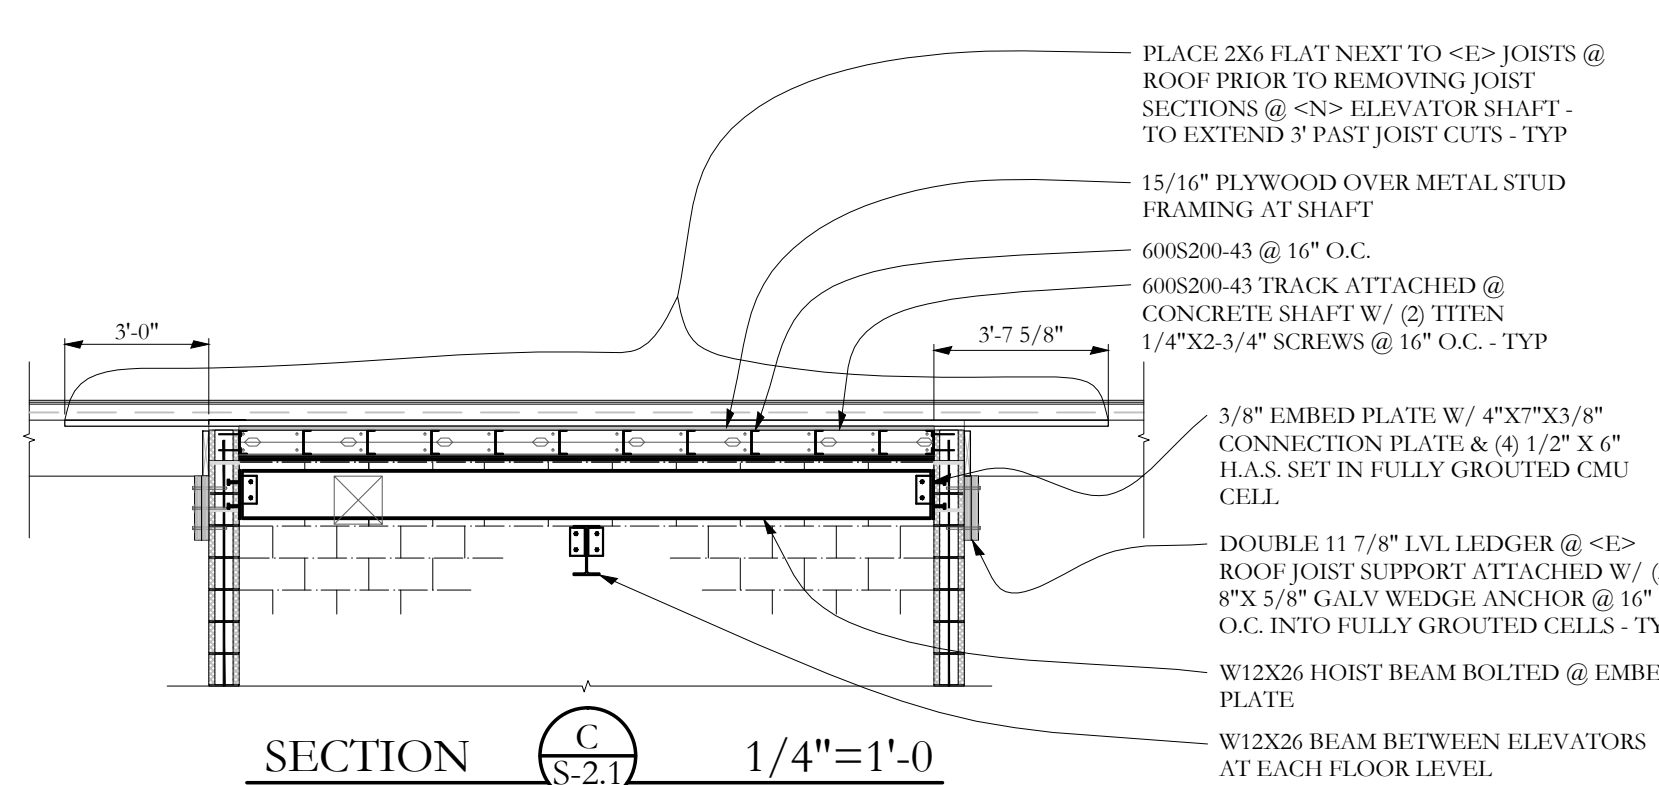 PLACE 2X6 FLAT NEXT TO <E> JOISTS @
ROOF PRIOR TO REMOVING JOIST
SECTIONS @ <N> ELEVATOR SHAFT -
TO EXTEND 3' PAST JOIST CUTS - TYP
15/16" PLYWOOD OVER METAL STUD
FRAMING AT SHAFT
600S200-43 @ 16" O.C.
600S200-43 TRACK ATTACHED @
CONCRETE SHAFT W/ (2) TITEN
1/4"X2-3/4" SCREWS @ 16" O.C. - TYP
3'-0"
3'-7 5/8"
3/8" EMBED PLATE W/ 4"X7"X3/8"
CONNECTION PLATE & (4) 1/2" X 6"
H.A.S. SET IN FULLY GROUTED CMU
CELL
DOUBLE 11 7/8" LVL LEDGER @ <E>
ROOF JOIST SUPPORT ATTACHED W/ (
8"X 5/8" GALV WEDGE ANCHOR @ 16"
O.C. INTO FULLY GROUTED CELLS - TY
W12X26 HOIST BEAM BOLTED @ EMBE
PLATE
W12X26 BEAM BETWEEN ELEVATORS
AT EACH FLOOR LEVEL
SECTION
C
S-2.1
1/4"=1'-0